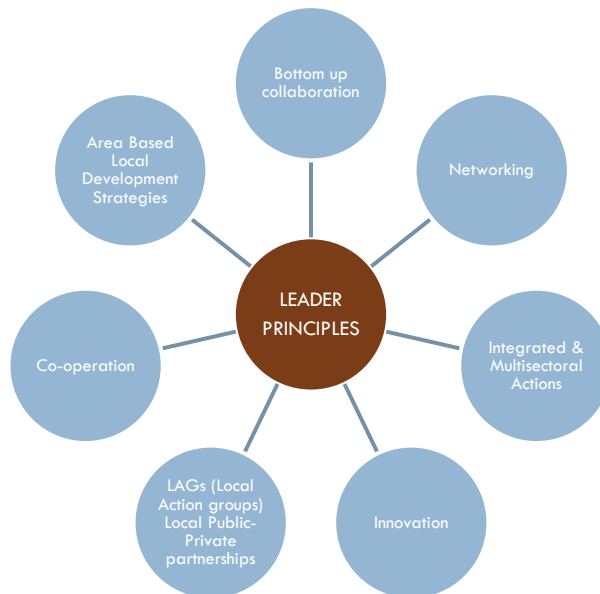 Bottom up
collaboration
Networking
Integrated &
Multisectoral
Actions
Innovation
LAGs (Local
Action groups)
Local Public-
Private
partnerships
Co-operation
Area Based
Local
Development
Strategies
LEADER
PRINCIPLES